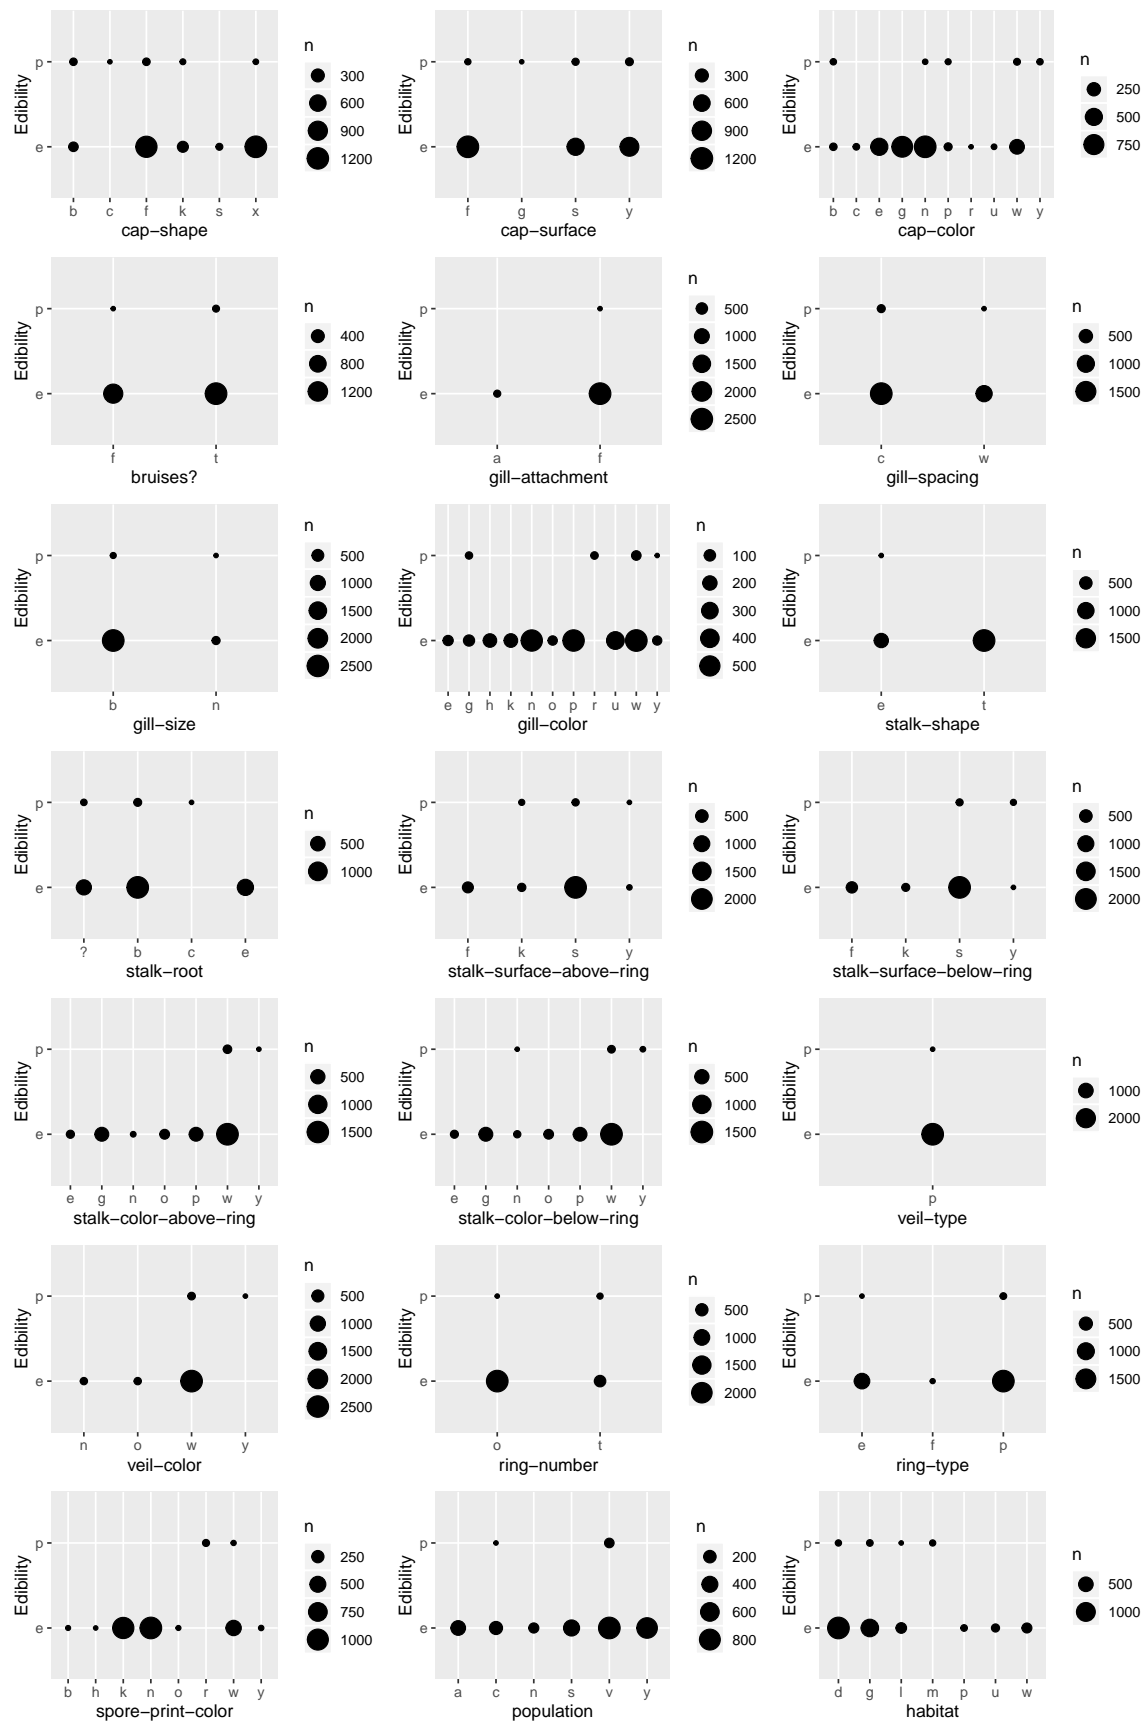 n
p
300
600
900
1200
e
Edibility
b c f k s x
cap−shape
n
p
300
600
900
1200
e
Edibility
f g s y
cap−surface
n
p
250
500
750
e
Edibility
b c e g n p r u w y
cap−color
n
p
400
800
1200
e
Edibility
f t
bruises?
n
p
500
1000
1500
2000
2500
e
Edibility
a f
gill−attachment
n
p
500
1000
1500
e
Edibility
c w
gill−spacing
n
p
500
1000
1500
2000
2500
e
Edibility
b n
gill−size
n
p
100
200
300
400
500
e
Edibility
e g h k n o p r u w y
gill−color
n
p
500
1000
1500
e
Edibility
e t
stalk−shape
n
p
500
1000
e
Edibility
? b c e
stalk−root
n
p
500
1000
1500
2000
e
Edibility
f k s y
stalk−surface−above−ring
n
p
500
1000
1500
2000
e
Edibility
f k s y
stalk−surface−below−ring
n
p
500
1000
1500
e
Edibility
e g n o p w y
stalk−color−above−ring
n
p
500
1000
1500
e
Edibility
e g n o p w y
stalk−color−below−ring
n
p
1000
2000
e
Edibility
p
veil−type
n
p
500
1000
1500
2000
2500
e
Edibility
n o w y
veil−color
n
p
500
1000
1500
2000
e
Edibility
o t
ring−number
n
p
500
1000
1500
e
Edibility
e f p
ring−type
n
p
250
500
750
1000
e
Edibility
b h k n o r w y
spore−print−color
n
p
200
400
600
800
e
Edibility
a c n s v y
population
n
p
500
1000
e
Edibility
d g l m p u w
habitat